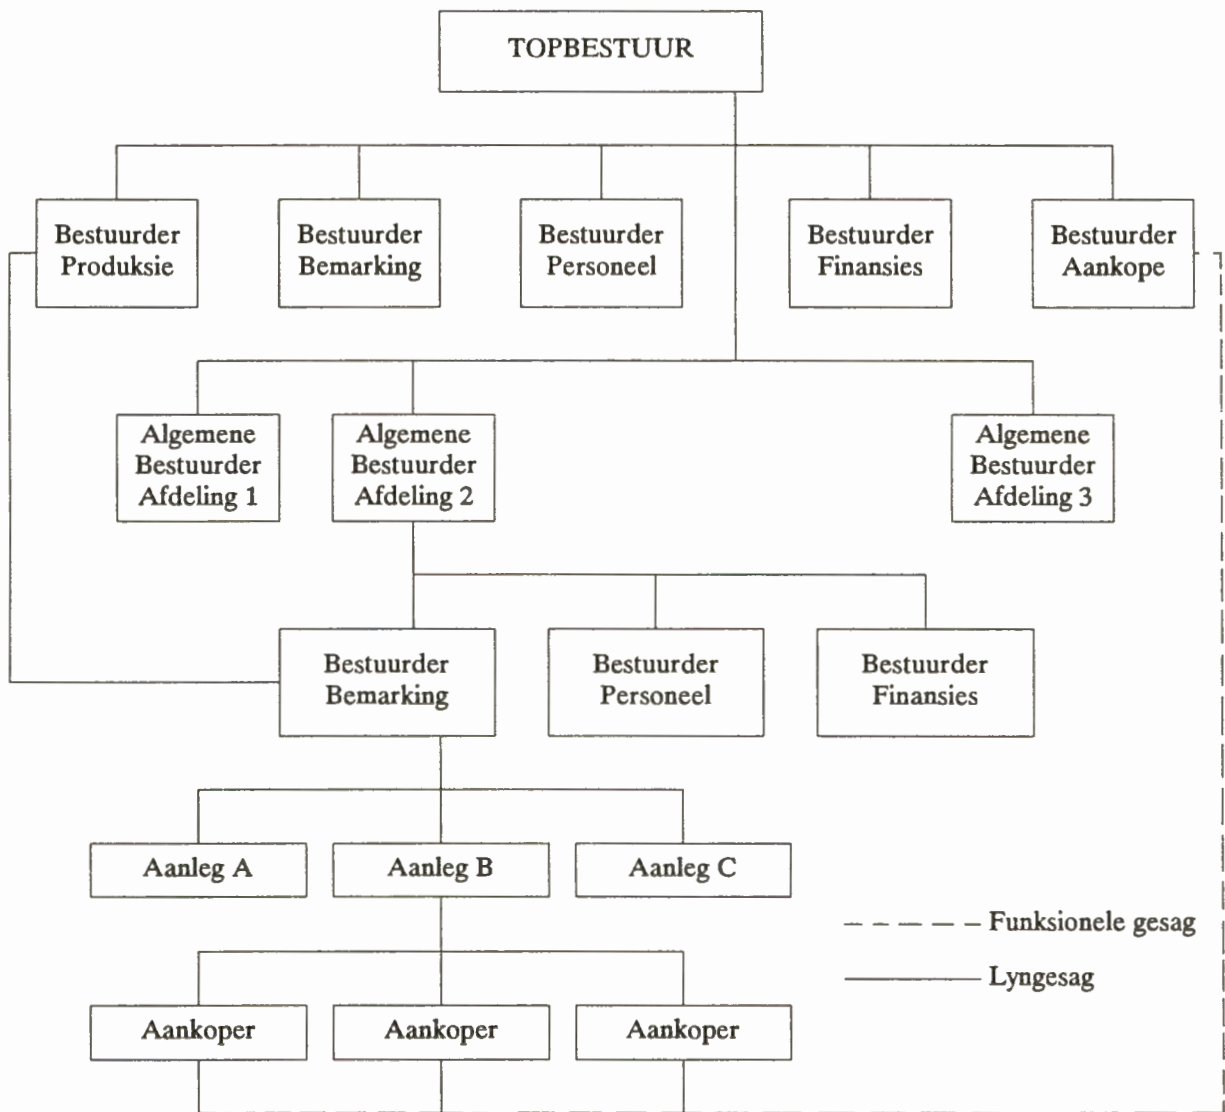 TOPBESTUUR
Bestuurder
Produksie
Bestuurder
Bemarking
Bestuurder
Personeel
Bestuurder
Finansies
Bestuurder
Aankope
Algemene
Bestuurder
Afdeling 1
Algemene
Bestuurder
Afdeling 2
Algemene
Bestuurder
Afdeling 3
Bestuurder
Bemarking
Bestuurder
Personeel
Bestuurder
Finansies
Aanleg A
Aanleg B
Aanleg C
Funksionele gesag
Lyngesag
Aankoper
Aankoper
Aankoper